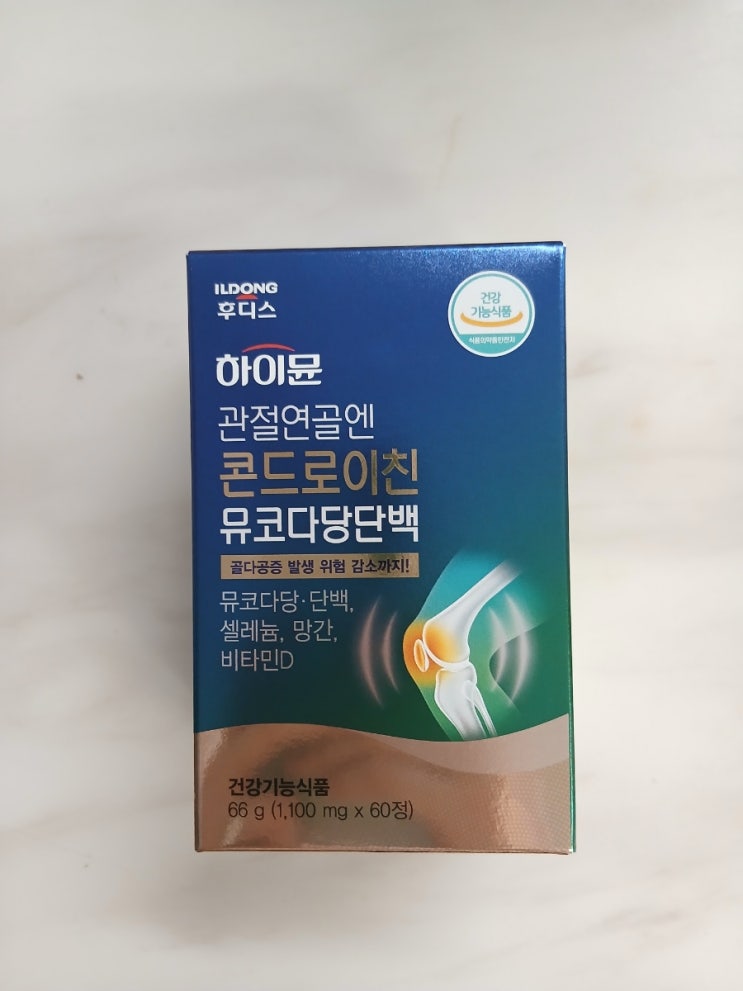 ILDONG
후디스
건강
기능식품
식품의약품안전처
하이뮨
관절연골엔
콘드로이친
뮤코다당단백
골다공증 발생 위험 감소까지!
뮤코다당·단백,
셀레늄, 망간,
비타민D
건강기능식품
66 g (1,100 mg x 60정)